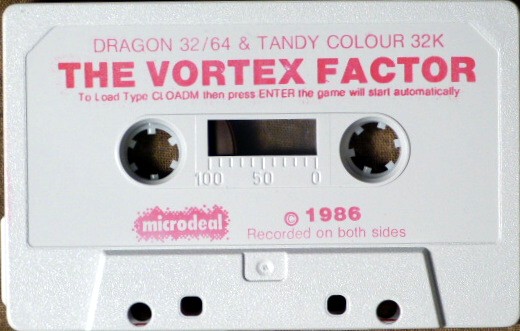 DRAGON 32/64 & TANDY COLOUR 32K
THE VORTEX FACTOR
To Load Type CLOADM then press ENTER the game will start automatically
100 50 0
microdeal
© 1986
Recorded on both sides